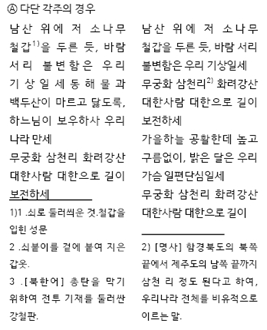 Ⓐ 다단 각주의 경우
남산 위에 저 소나무
철갑1)을 두른 듯, 바람
서리 불변함은 우리
기상일세동해물과
백두산이 마르고 닳도록,
하느님이 보우하사 우리
나라 만세
무궁화 삼천리 화려강산
대한사람 대한으로 길이
보전하세
1)1 .쇠로 둘러씌운 것.철갑을
입힌 성문
2 .쇠붙이를 겉에 붙여 지은
갑옷.
3 .[북한어] 총탄을 막기
위하여 전투 기재를 둘러싼
강철판.
남산 위에 저 소나무
철갑을 두른 듯, 바람 서리
불변함은 우리 기상일세
무궁화 삼천리2) 화려강산
대한사람 대한으로 길이
보전하세
가을하늘 공활한데 높고
구름없이, 밝은 달은 우리
가슴 일편단심일세
무궁화 삼천리 화려강산
대한사람 대한으로 길이
2) [명사] 함경북도의 북쪽
끝에서 제주도의 남쪽 끝까지
삼천 리 정도 된다고 하여,
우리나라 전체를 비유적으로
이르는 말.